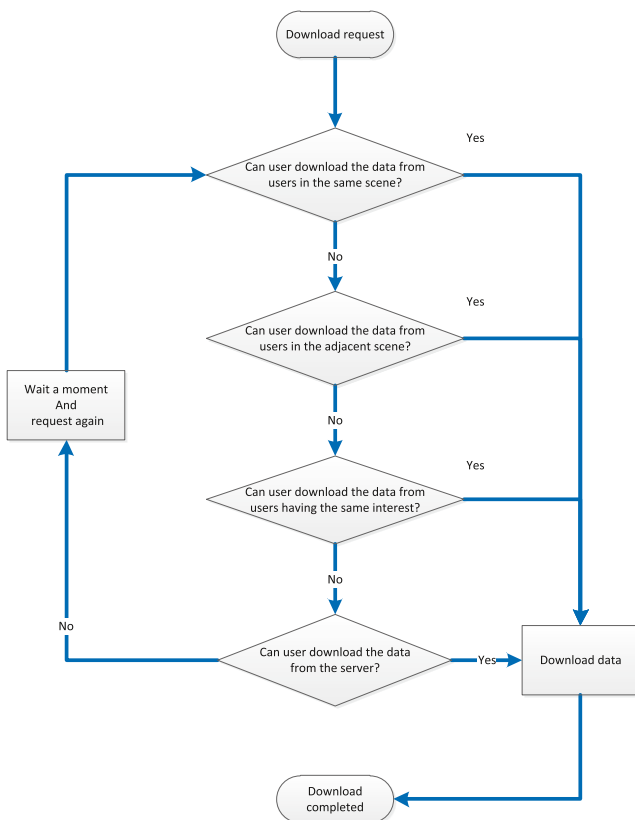 Download request
Yes
Can user download the data from
users in the same scene?
No
Yes
Can user download the data from
users in the adjacent scene?
Wait a moment
And
request again
No
Yes
Can user download the data from
users having the same interest?
No
No
Can user download the data
from the server?
Yes
Download data
Download
completed